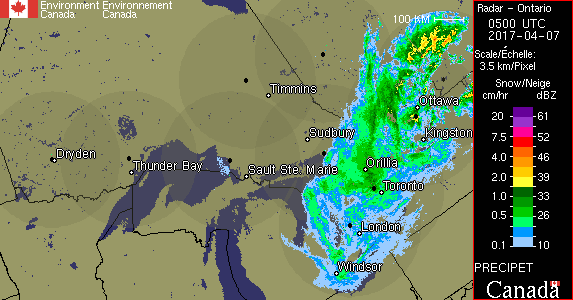 Environment Environnement
Canada Canada
100 KM
Timmins
Ottawa
Sudbury
Kingston
Dryden
Thunder Bay
Sault Ste. Marie
Orillia
Toronto
London
Windsor
Radar - Ontario
0500 UTC
2017-04-07
Scale/Échelle:
3.5 km/Pixel
Snow/Neige
cm/hr dBZ
20 61
7.5 52
4.0 46
2.0 39
1.0 33
0.5 26
0.1 10
PRECIPET
Canada